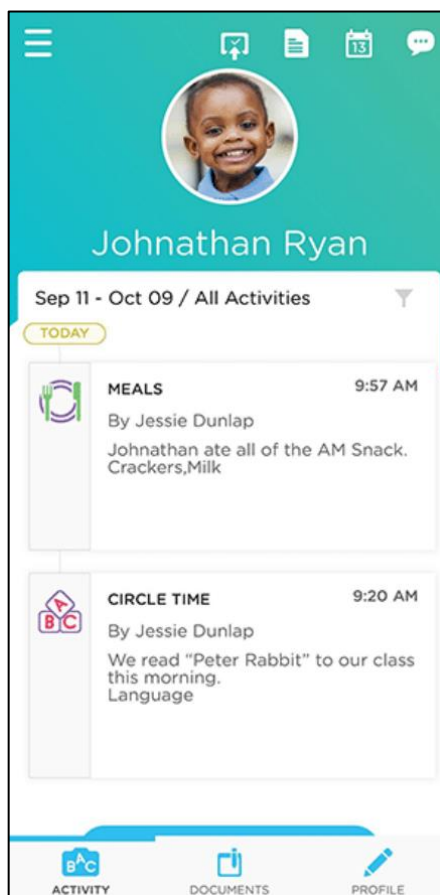 13
Johnathan Ryan
Sep 11 - Oct 09 / All Activities
TODAY
MEALS 9:57 AM
By Jessie Dunlap
Johnathan ate all of the AM Snack.
Crackers,Milk
A
B C
CIRCLE TIME 9:20 AM
By Jessie Dunlap
We read “Peter Rabbit” to our class
this morning.
Language
BAC
ACTIVITY DOCUMENTS PROFILE